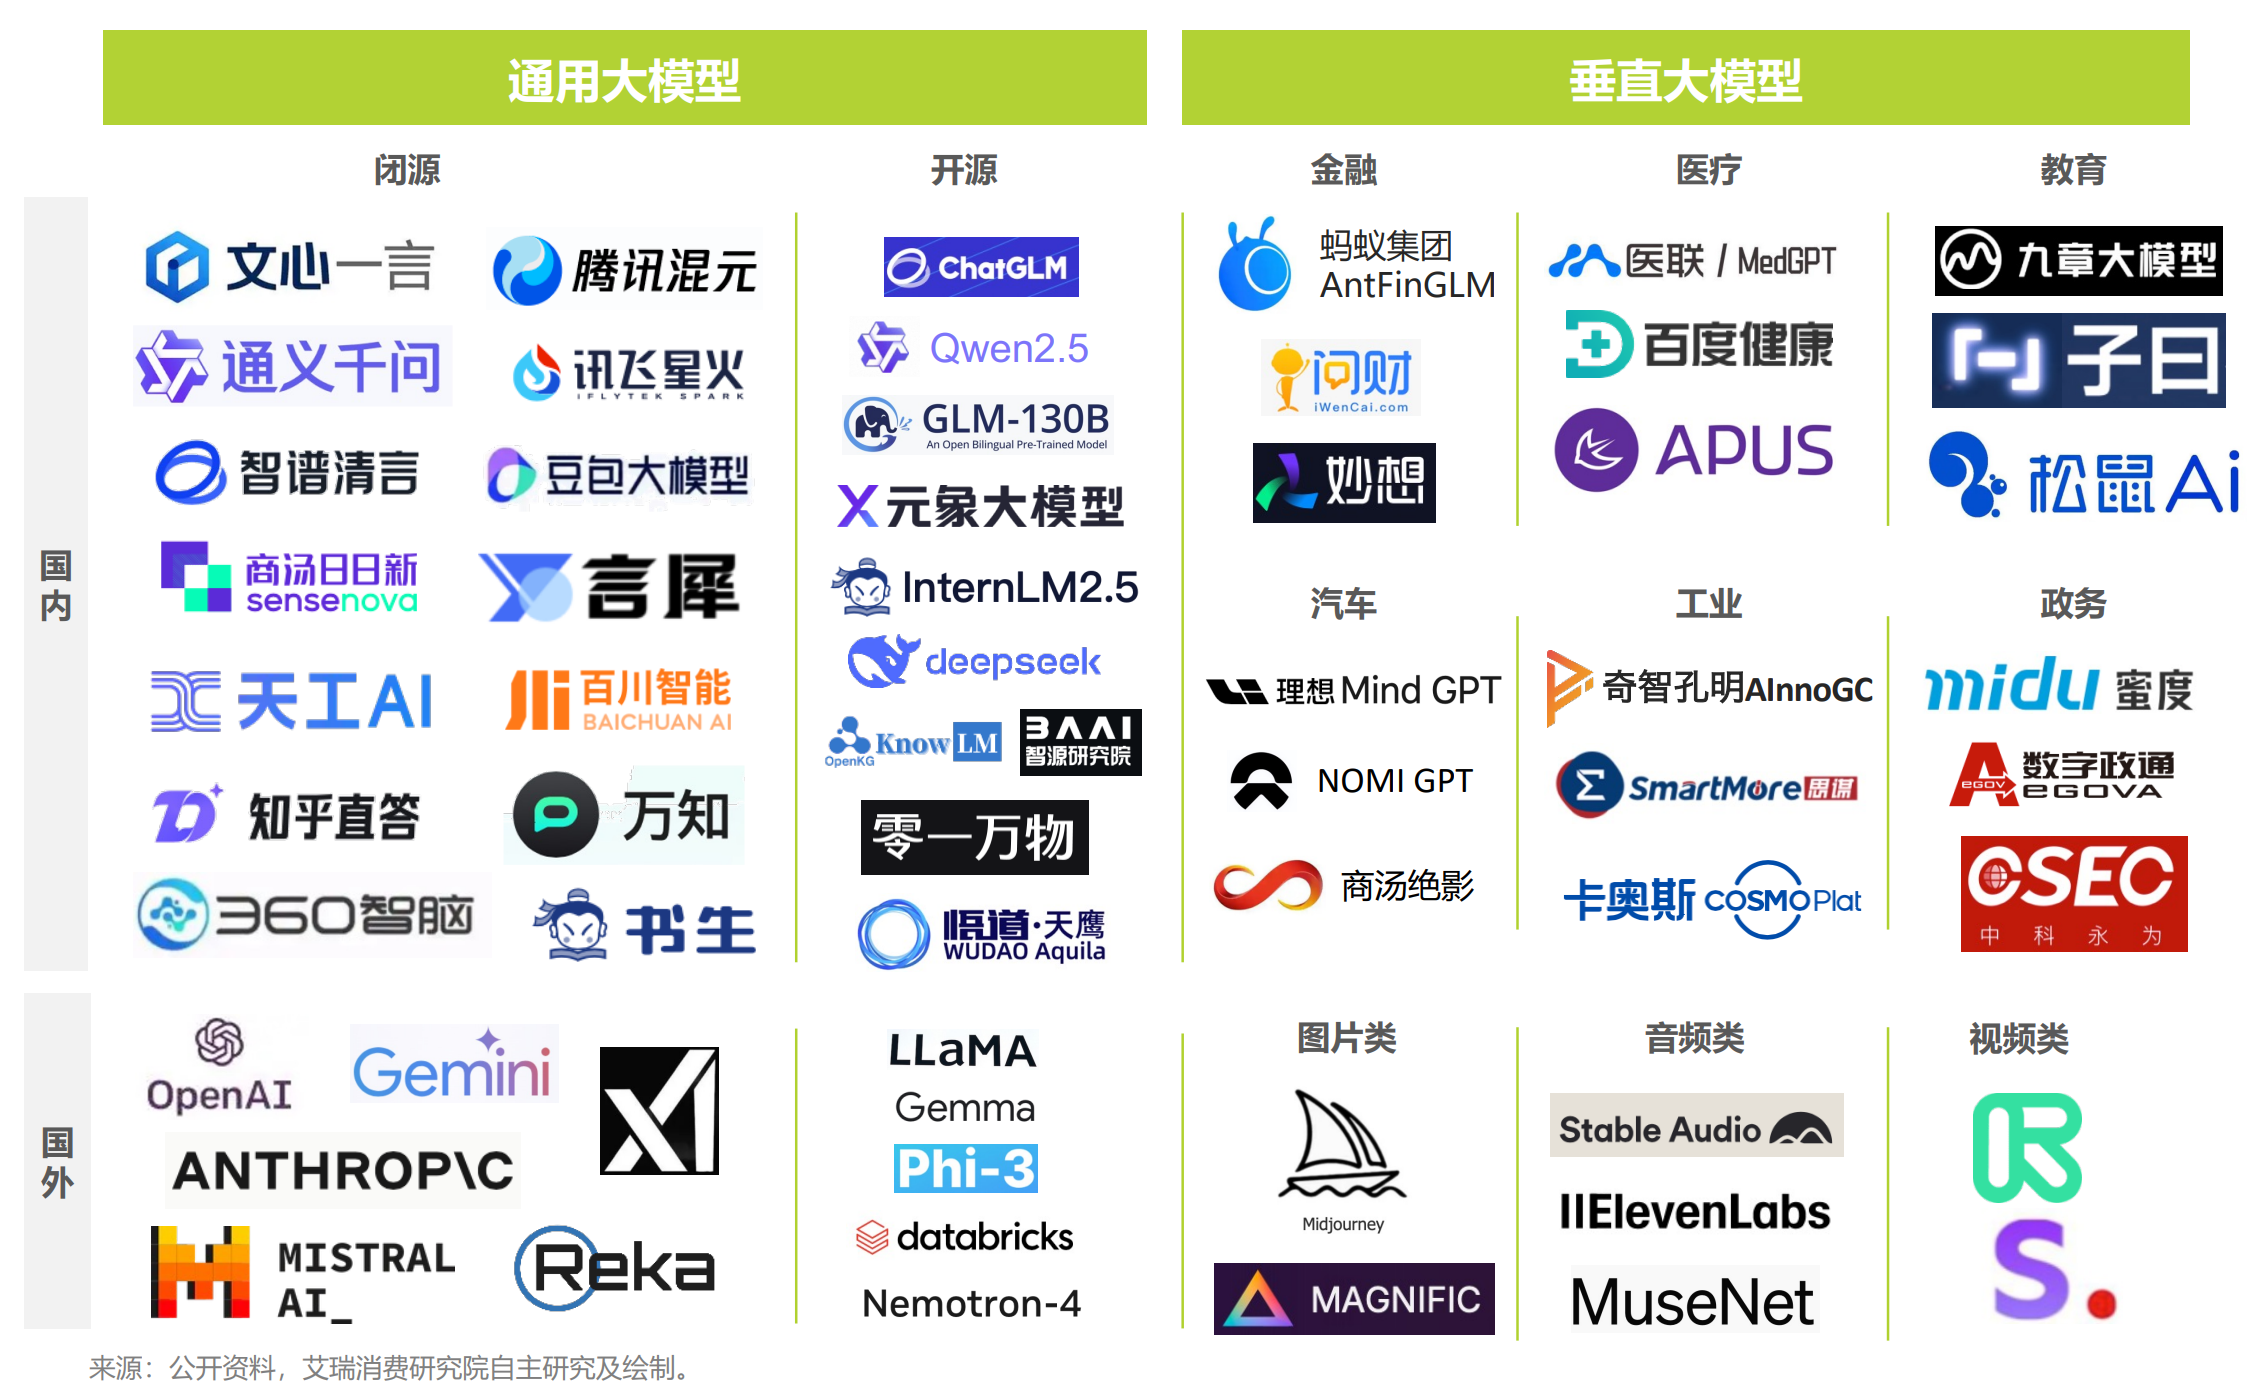 通用大模型
垂直大模型
闭源
开源
金融
医疗
教育
国内
文心一言
腾讯混元
通义千问
讯飞星火
IFLYTEK SPARK
智谱清言
豆包大模型
商汤日日新
sensenova
言犀
天工AI
百川智能
BAICHUAN AI
知乎直答
万知
360智脑
书生
ChatGLM
Qwen2.5
GLM-130B
An Open Bilingual Pre-Trained Model
元象大模型
InternLM2.5
deepseek
OpenKG
KnowLM
BAAI
智源研究院
零一万物
悟道·天鹰
WUDAO Aquila
蚂蚁集团
AntFinGLM
问财
iWenCai.com
妙想
医联 / MedGPT
百度健康
APUS
九章大模型
子曰
松鼠Ai
汽车
工业
政务
理想 Mind GPT
NOMI GPT
商汤绝影
奇智孔明AInnoGC
SmartMore思谋
卡奥斯 COSMOPlat
midu 蜜度
数字政通
eGOV
eGOVA
CSEC
中科永为
国外
OpenAI
Gemini
xI
ANTHROP\C
MISTRAL
AI_
Reka
LLaMA
Gemma
Phi-3
databricks
Nemotron-4
图片类
音频类
视频类
Midjourney
MAGNIFIC
Stable Audio
IIElevenLabs
MuseNet
R
S.
来源：公开资料，艾瑞消费研究院自主研究及绘制。